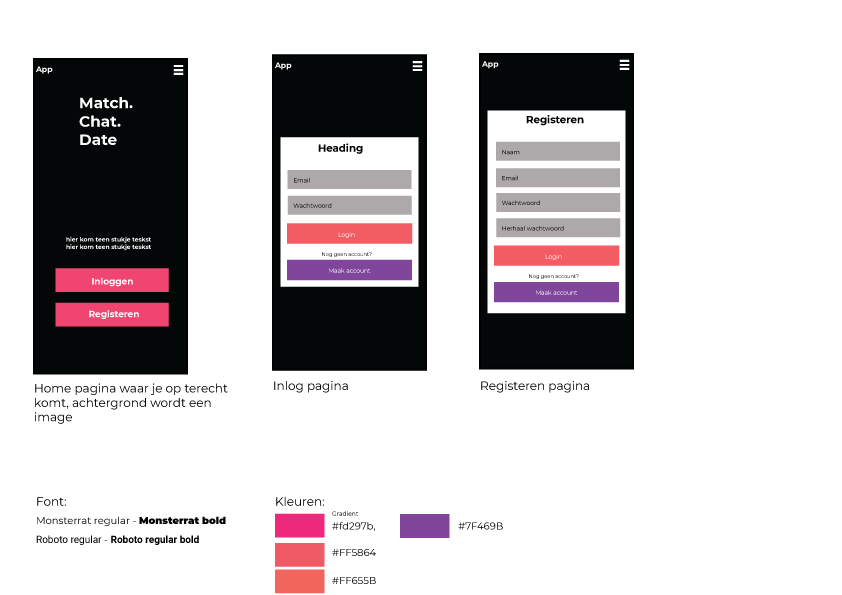 App
Match.
Chat.
Date
hier kom teen stukje teskst
hier kom teen stukje teskst
Inloggen
Registeren
Home pagina waar je op terecht
komt, achtergrond wordt een
image
App
Heading
Email
Wachtwoord
Login
Nog geen account?
Maak account
Inlog pagina
App
Registeren
Naam
Email
Wachtwoord
Herhaal wachtwoord
Login
Nog geen account?
Maak account
Registeren pagina
Font:
Monsterrat regular - Monsterrat bold
Roboto regular - Roboto regular bold
Kleuren:
Gradient
#fd297b,
#FF5864
#FF655B
#7F469B